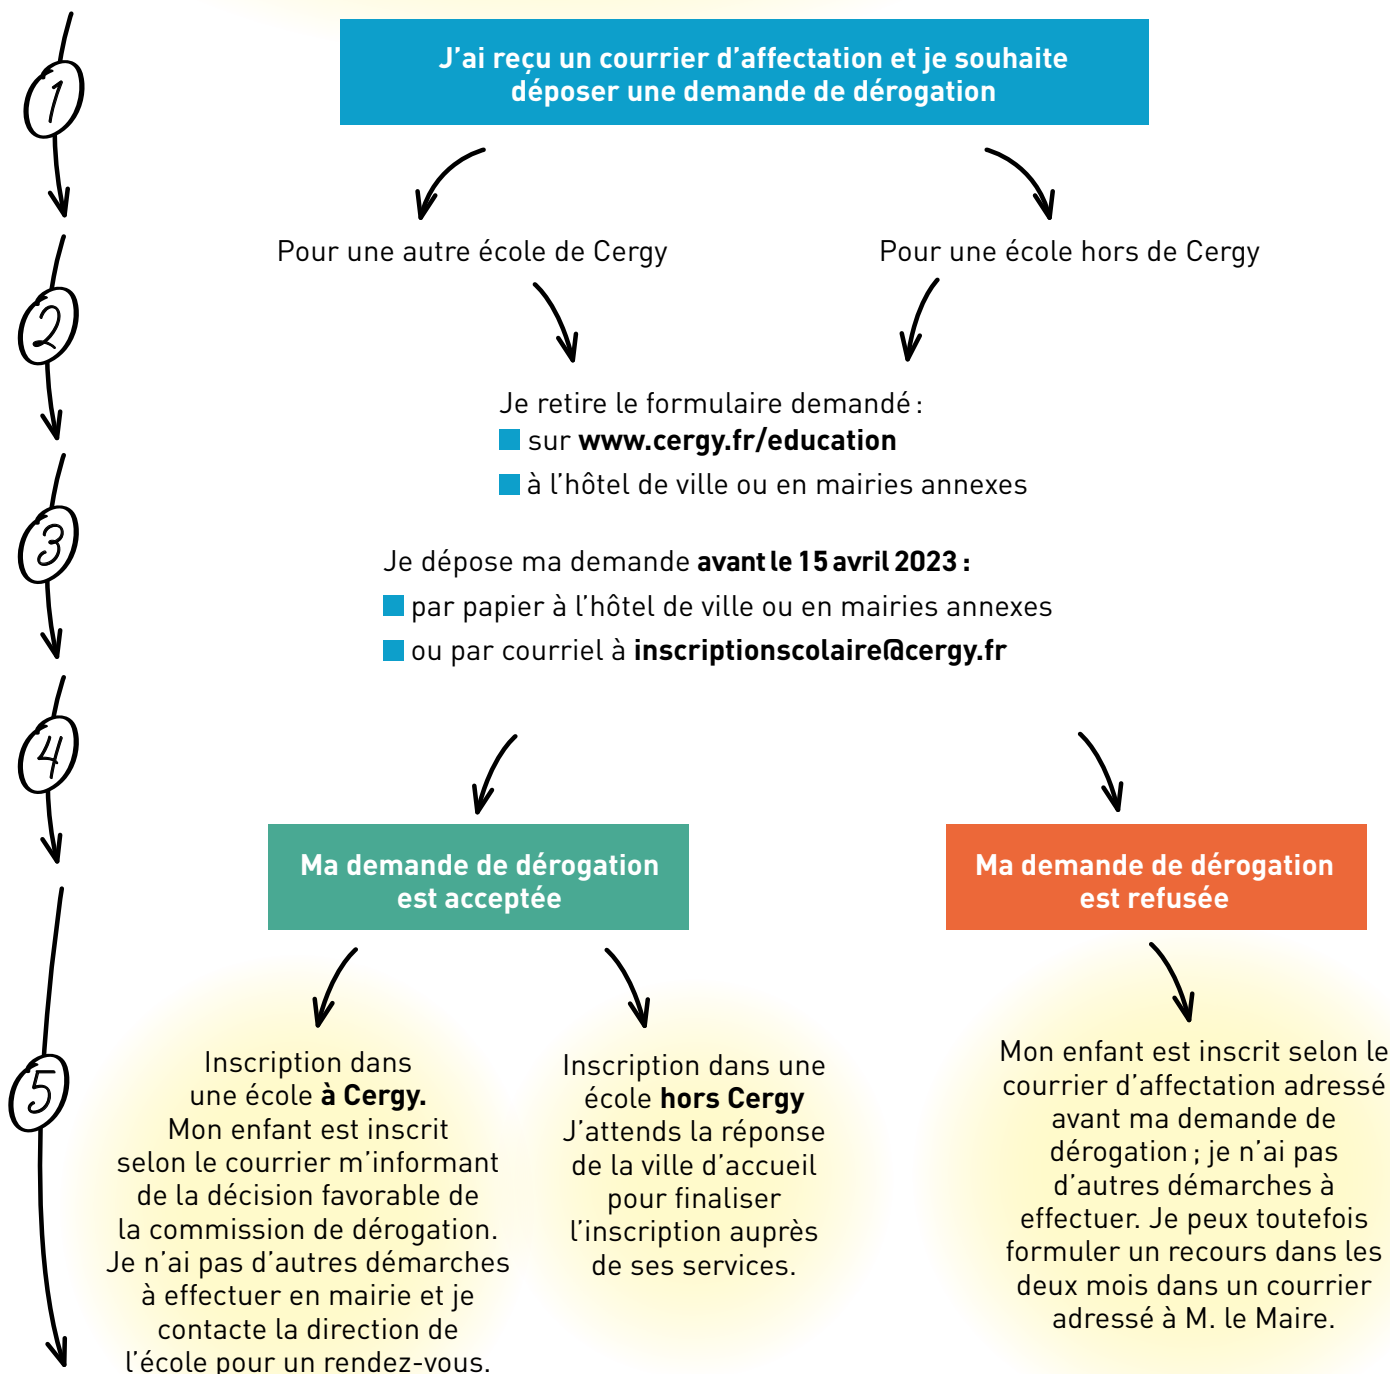 1
J'ai reçu un courrier d'affectation et je souhaite
déposer une demande de dérogation
2
Pour une autre école de Cergy
Pour une école hors de Cergy
Je retire le formulaire demandé :
sur www.cergy.fr/education
à l'hôtel de ville ou en mairies annexes
3
Je dépose ma demande avant le 15 avril 2023 :
par papier à l'hôtel de ville ou en mairies annexes
ou par courriel à inscriptionscolaire@cergy.fr
4
Ma demande de dérogation
est acceptée
Ma demande de dérogation
est refusée
5
Inscription dans
une école à Cergy.
Mon enfant est inscrit
selon le courrier m'informant
de la décision favorable de
la commission de dérogation.
Je n'ai pas d'autres démarches
à effectuer en mairie et je
contacte la direction de
l'école pour un rendez-vous.
Inscription dans une
école hors Cergy
J'attends la réponse
de la ville d'accueil
pour finaliser
l'inscription auprès
de ses services.
Mon enfant est inscrit selon le
courrier d'affectation adressé
avant ma demande de
dérogation ; je n'ai pas
d'autres démarches à
effectuer. Je peux toutefois
formuler un recours dans les
deux mois dans un courrier
adressé à M. le Maire.